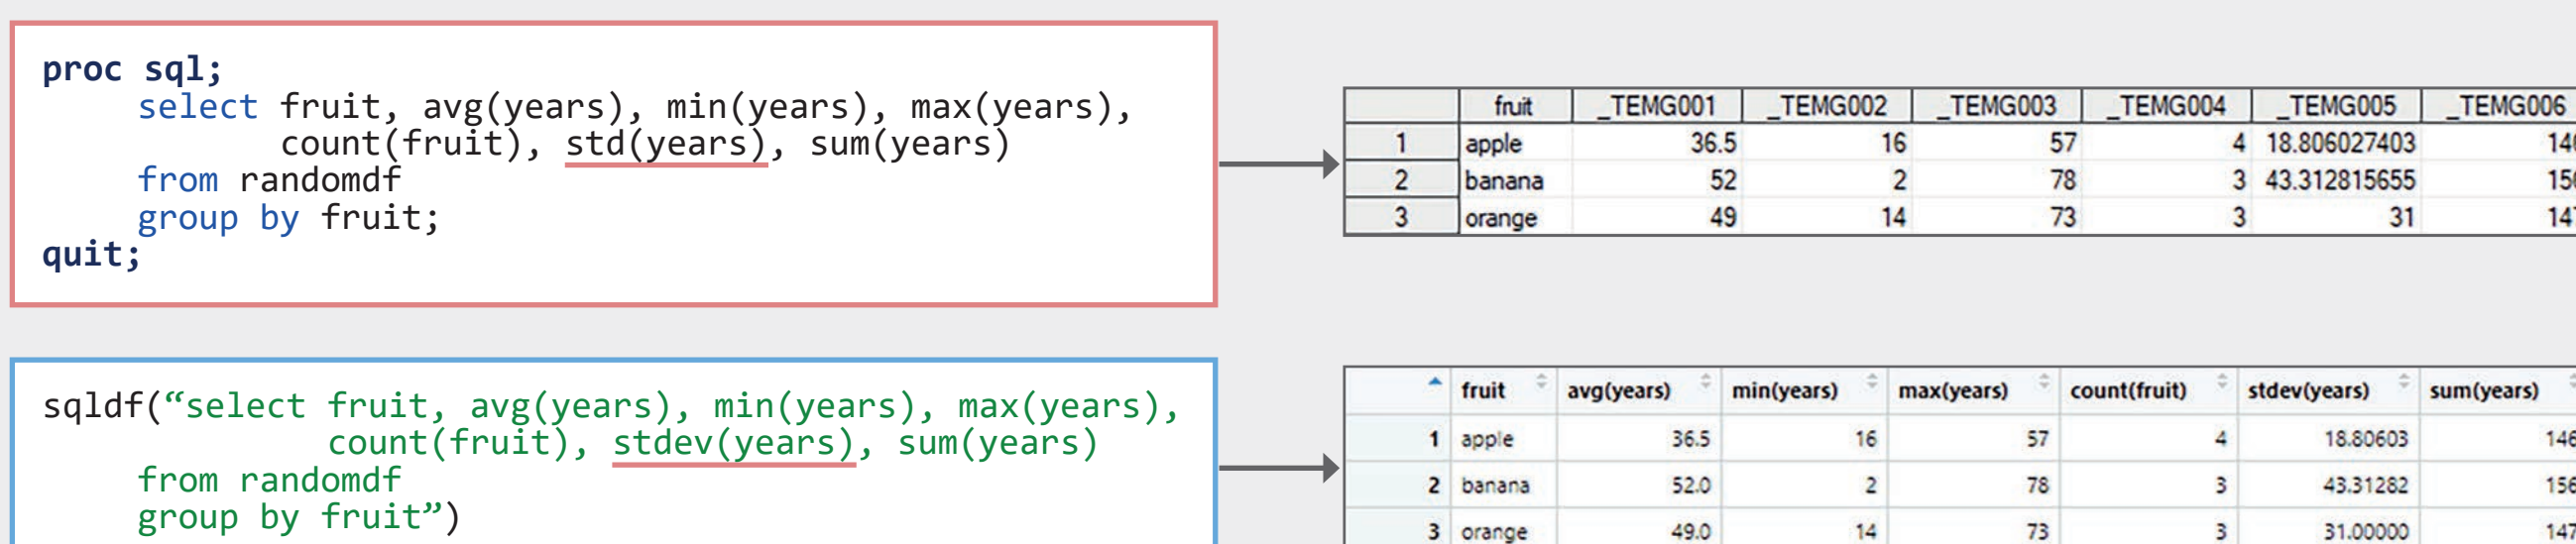 proc sql;
select fruit, avg(years), min(years), max(years),
count(fruit), std(years), sum(years)
from randomdf
group by fruit;
quit;
fruit _TEMG001 _TEMG002 _TEMG003 _TEMG004 _TEMG005 _TEMG006
1 apple 36.5 16 57 4 18.806027403
2 banana 52 2 78 3 43.312815655
3 orange 49 14 73 3 31
sqldf(“select fruit, avg(years), min(years), max(years),
count(fruit), stdev(years), sum(years)
from randomdf
group by fruit”)
fruit avg(years) min(years) max(years) count(fruit) stdev(years) sum(years)
1 apple 36.5 16 57 4 18.80603 146
2 banana 52.0 2 78 3 43.31282 156
3 orange 49.0 14 73 3 31.00000 147